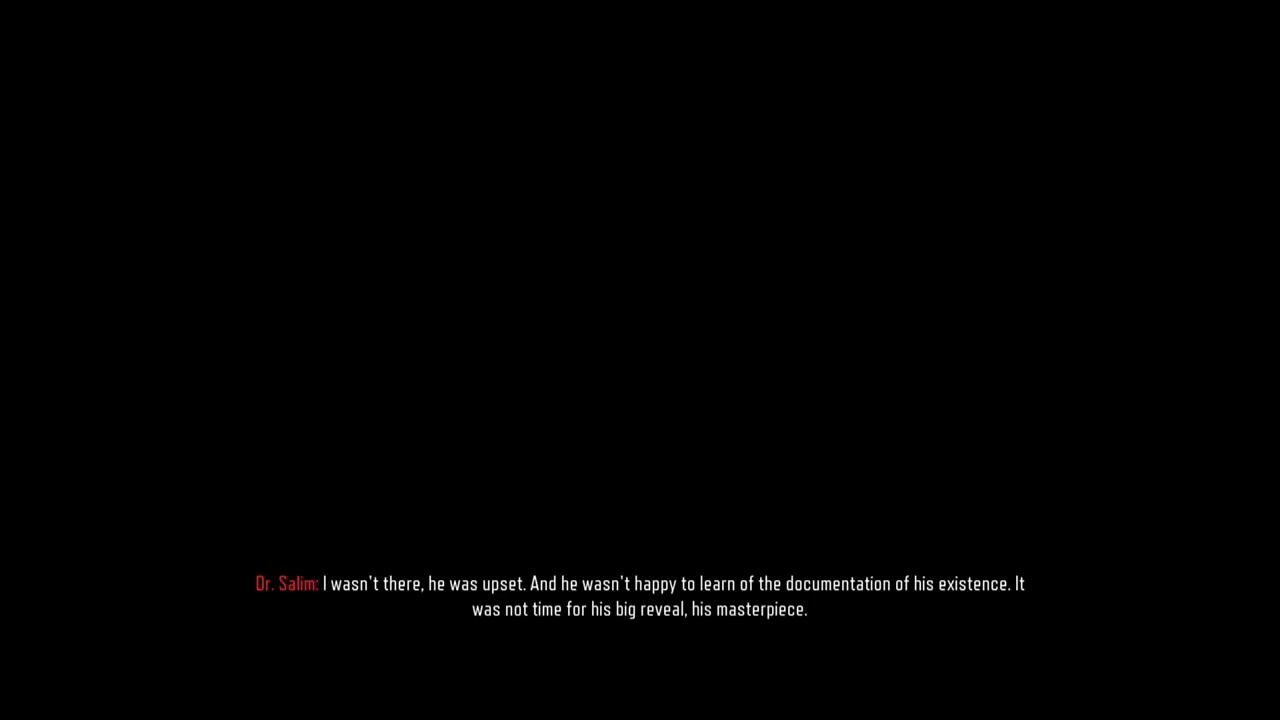 Dr. Salim: I wasn't there, he was upset. And he wasn't happy to learn of the documentation of his existence. It
was not time for his big reveal, his masterpiece.